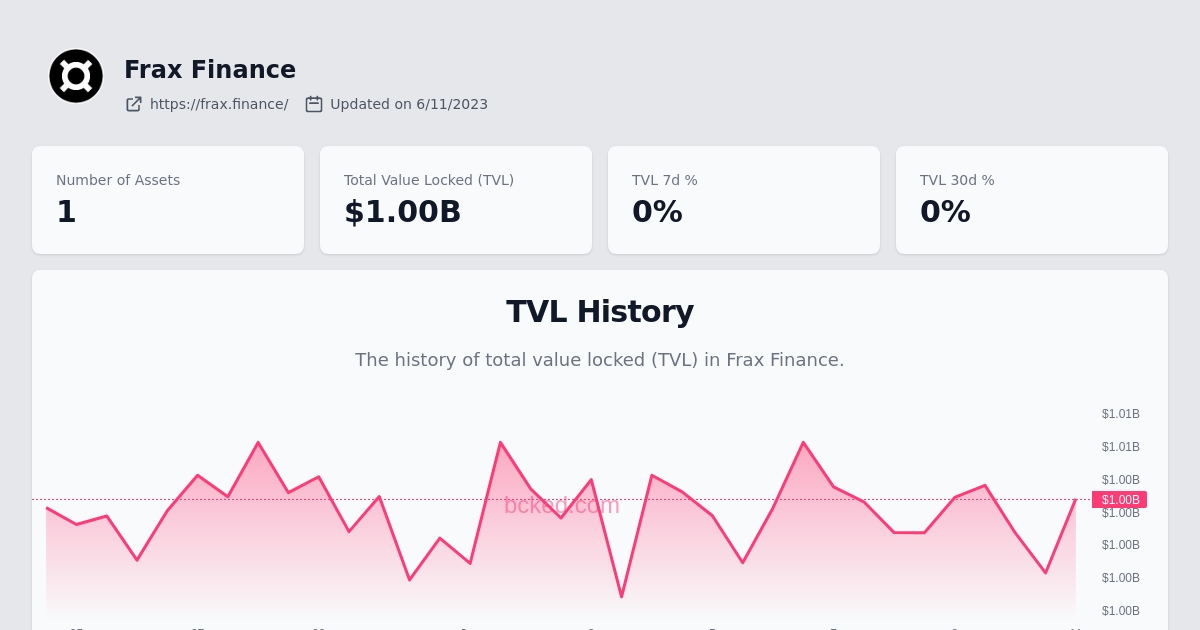 Frax Finance
https://frax.finance/ Updated on 6/11/2023
Number of Assets
1
Total Value Locked (TVL)
$1.00B
TVL 7d %
0%
TVL 30d %
0%
TVL History
The history of total value locked (TVL) in Frax Finance.
$1.01B
$1.01B
$1.00B
$1.00B
$1.00B
$1.00B
$1.00B
$1.00B
bcked.com